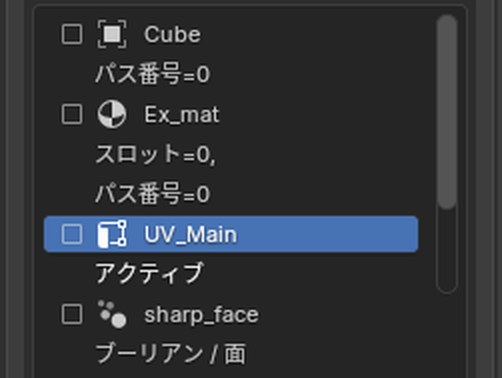 Cube
パス番号=0
Ex_mat
スロット=0,
パス番号=0
UV_Main
アクティブ
sharp_face
ブーリアン / 面